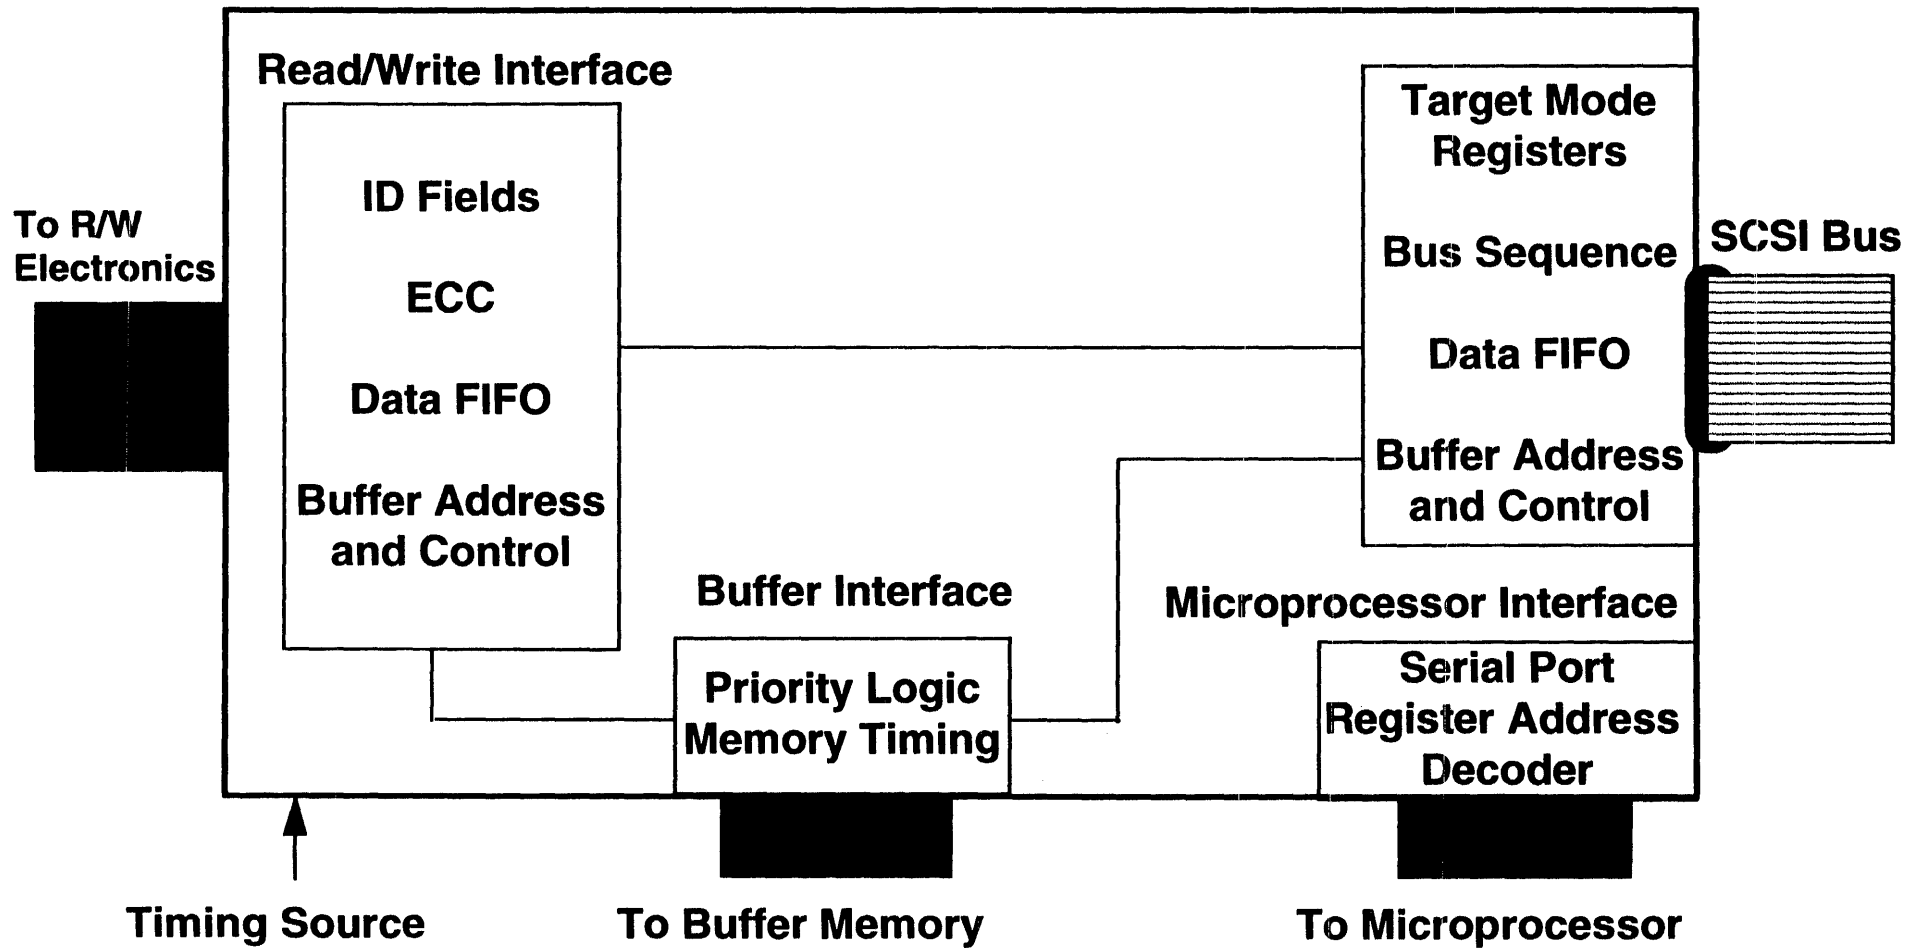 Read/Write Interface
ID Fields
ECC
Data FIFO
Buffer Address
and Control
To R/W
Electronics
Target Mode
Registers
Bus Sequence
Data FIFO
Buffer Address
and Control
SCSI Bus
Buffer Interface
Priority Logic
Memory Timing
Microprocessor Interface
Serial Port
Register Address
Decoder
Timing Source
To Buffer Memory
To Microprocessor